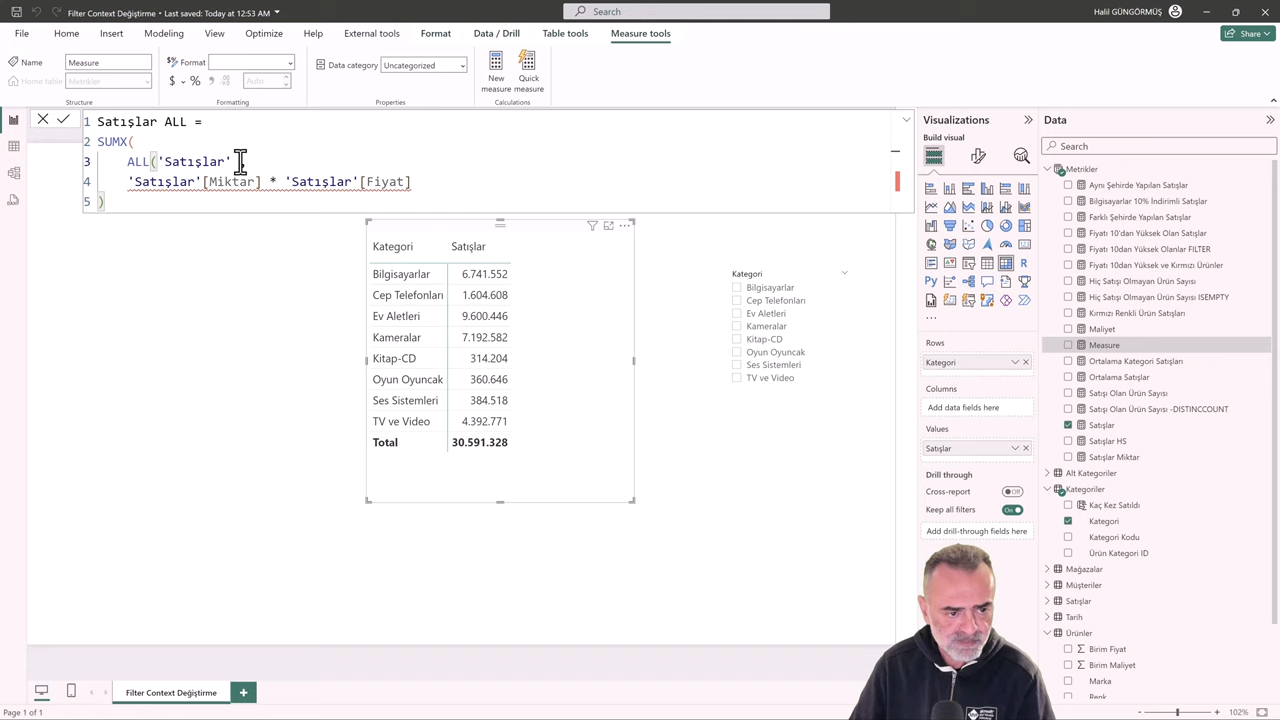 Filter Context Değiştirme • Last saved: Today at 12:53 AM
Search
Halil GÜNGÖRMÜŞ
File
Home
Insert
Modeling
View
Optimize
Help
External tools
Format
Data / Drill
Table tools
Measure tools
Share
Name
Measure
Home table
Metrikler
Structure
Format
$ %
Auto
Formatting
Data category
Uncategorized
Properties
New measure
Quick measure
Calculations
1 Satışlar ALL =
2 SUMX(
3 ALL('Satışlar'
4 'Satışlar'[Miktar] * 'Satışlar'[Fiyat]
5 )
Kategori Satışlar
Bilgisayarlar 6.741.552
Cep Telefonları 1.604.608
Ev Aletleri 9.600.446
Kameralar 7.192.582
Kitap-CD 314.204
Oyun Oyuncak 360.646
Ses Sistemleri 384.518
TV ve Video 4.392.771
Total 30.591.328
Kategori
Bilgisayarlar
Cep Telefonları
Ev Aletleri
Kameralar
Kitap-CD
Oyun Oyuncak
Ses Sistemleri
TV ve Video
Visualizations
Build visual
R
Py
Rows
Kategori
Columns
Add data fields here
Values
Satışlar
Drill through
Cross-report
Off
Keep all filters
On
Add drill-through fields here
Data
Search
Metrikler
Aynı Şehirde Yapılan Satışlar
Bilgisayarlar 10% İndirimli Satışlar
Farklı Şehirde Yapılan Satışlar
Fiyatı 10'dan Yüksek Olan Satışlar
Fiyatı 10dan Yüksek Olanlar FILTER
Fiyatı 10dan Yüksek ve Kırmızı Ürünler
Hiç Satışı Olmayan Ürün Sayısı
Hiç Satışı Olmayan Ürün Sayısı ISEMPTY
Kırmızı Renkli Ürün Satışları
Maliyet
Measure
Ortalama Kategori Satışları
Ortalama Satışlar
Satışı Olan Ürün Sayısı
Satışı Olan Ürün Sayısı -DISTINCCOUNT
Satışlar
Satışlar HS
Satışlar Miktar
Alt Kategoriler
Kategoriler
Kaç Kez Satıldı
Kategori
Kategori Kodu
Ürün Kategori ID
Mağazalar
Müşteriler
Satışlar
Tarih
Ürünler
Birim Fiyat
Birim Maliyet
Marka
Renk
Filter Context Değiştirme
Page 1 of 1
102%